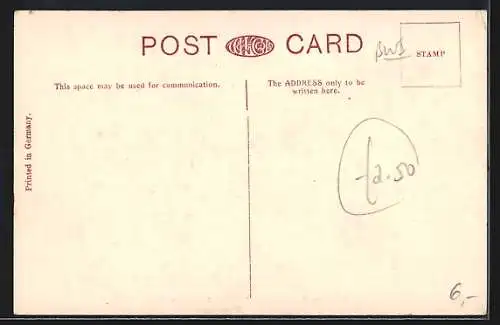 POST CARD
STAMP
This space may be used for communication.
The ADDRESS only to be
written here.
Printed in Germany.
£2.50
6,-